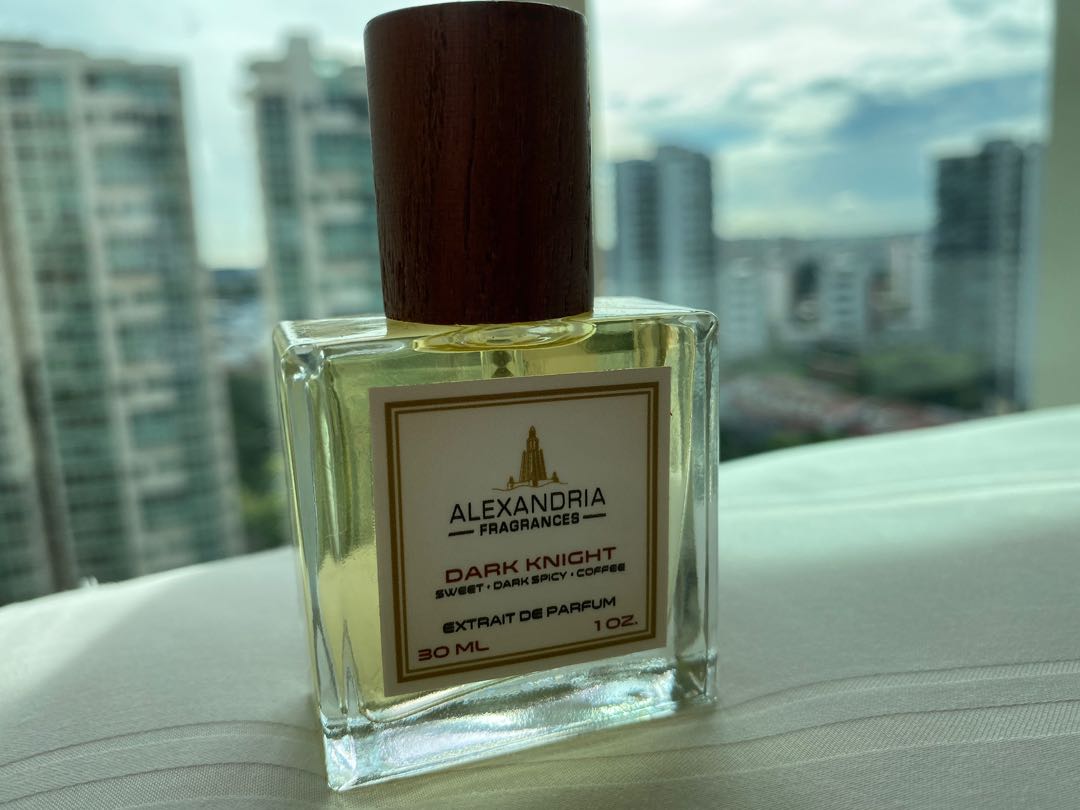 ALEXANDRIA
FRAGRANCES
DARK KNIGHT
SWEET • DARK SPICY • COFFEE
EXTRAIT DE PARFUM
30 ML 1 OZ.